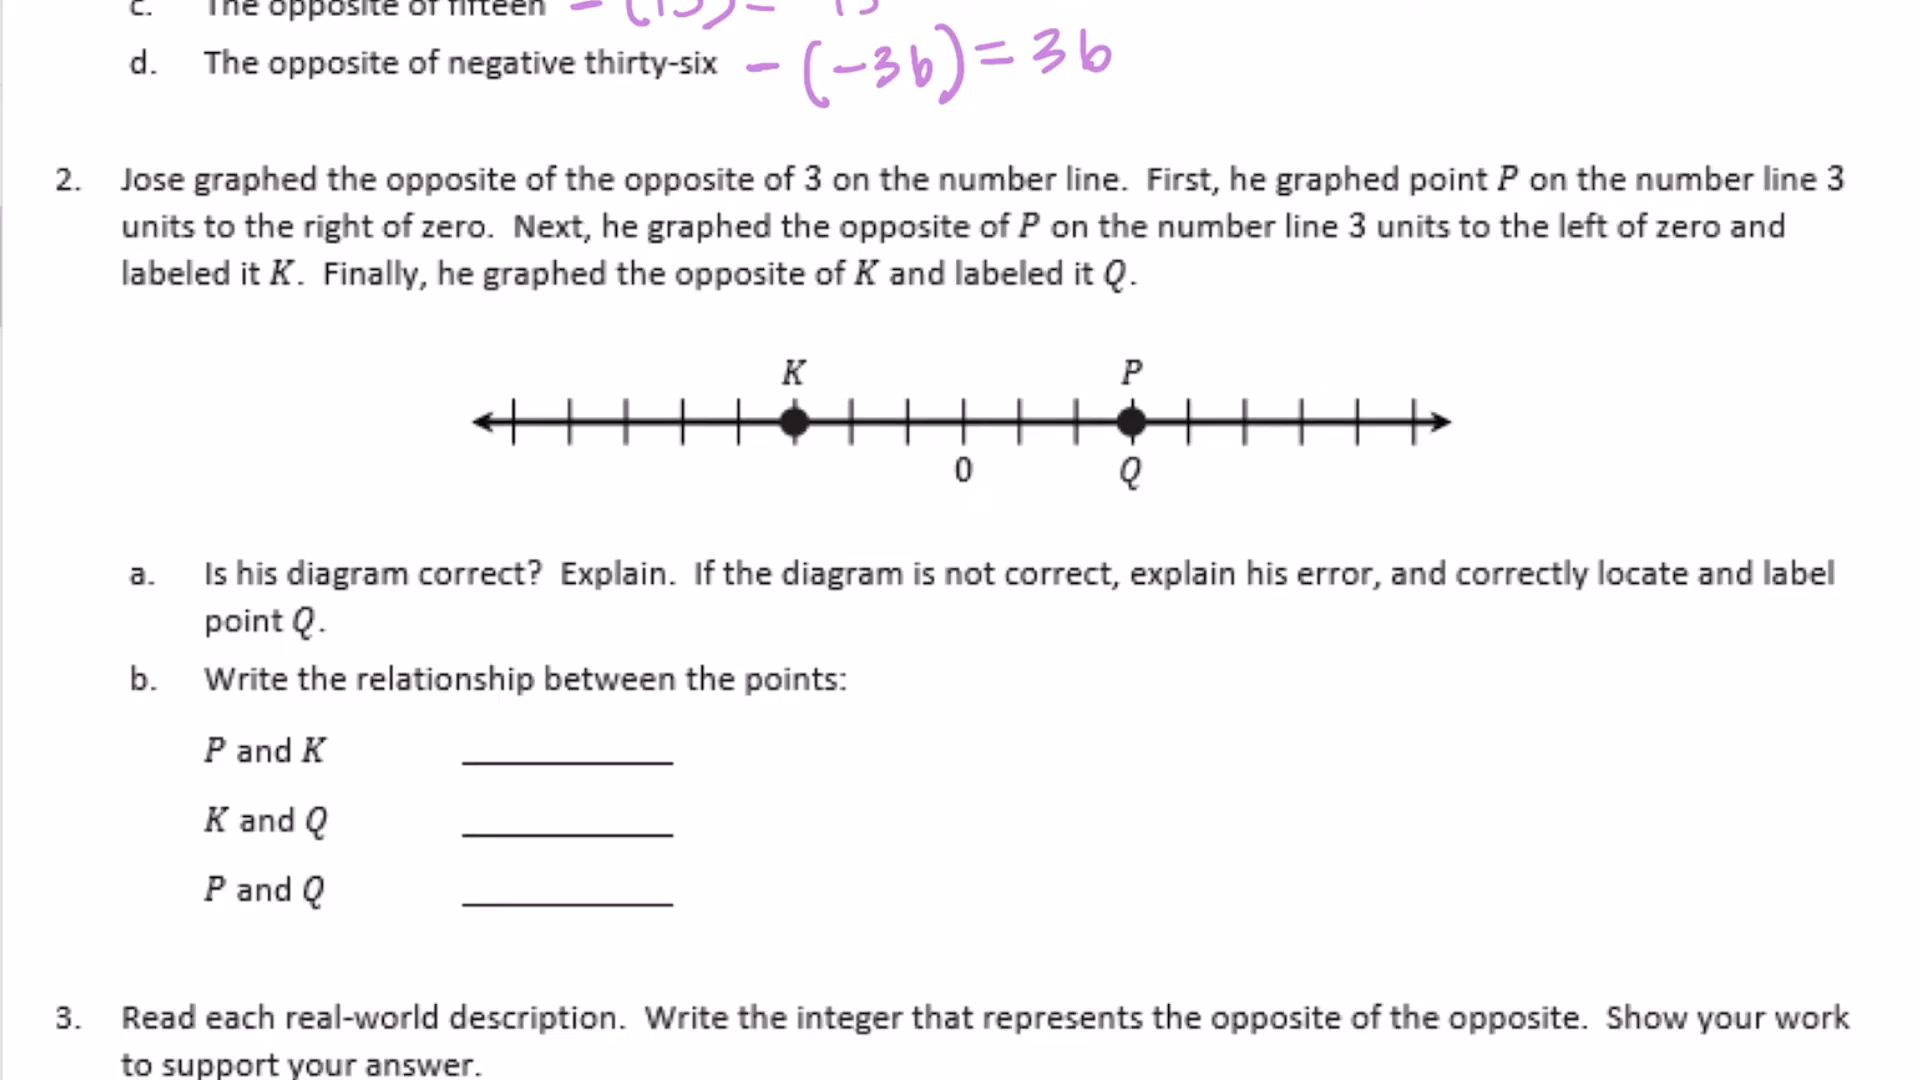 c. The opposite of fifteen - (15) = -15
d. The opposite of negative thirty-six - (-36) = 36
2. Jose graphed the opposite of the opposite of 3 on the number line. First, he graphed point P on the number line 3
units to the right of zero. Next, he graphed the opposite of P on the number line 3 units to the left of zero and
labeled it K. Finally, he graphed the opposite of K and labeled it Q.
K P
0 Q
a. Is his diagram correct? Explain. If the diagram is not correct, explain his error, and correctly locate and label
point Q.
b. Write the relationship between the points:
P and K
K and Q
P and Q
3. Read each real-world description. Write the integer that represents the opposite of the opposite. Show your work
to support your answer.